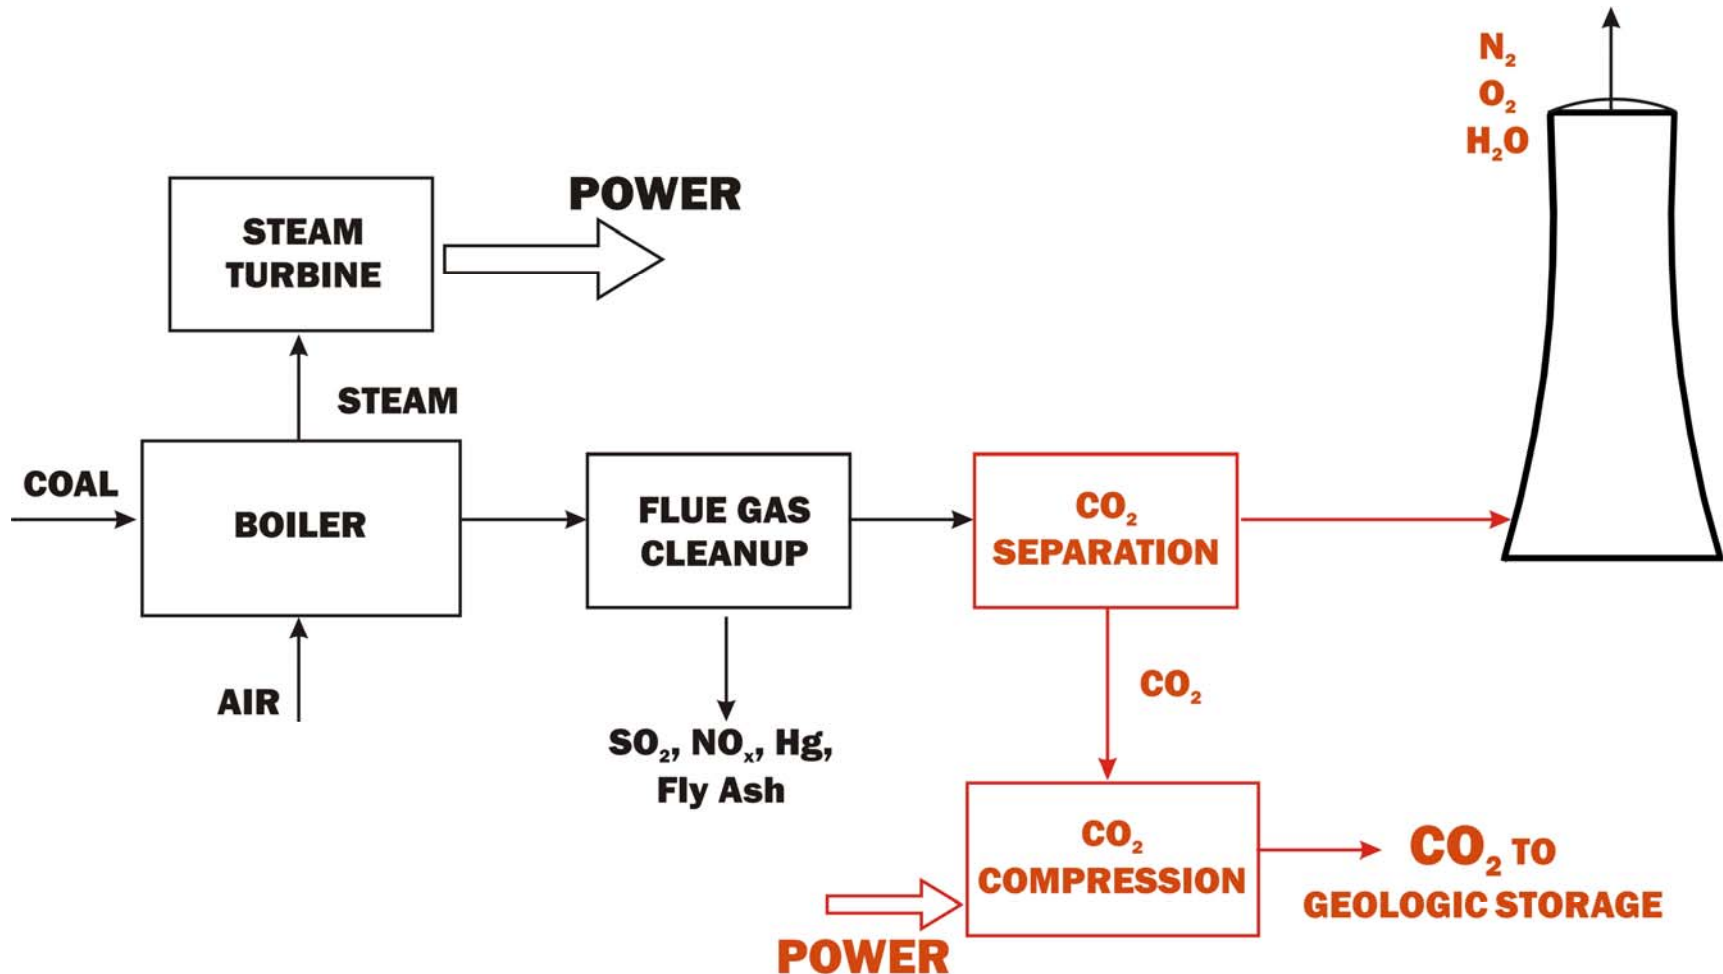 N₂
O₂
H₂O
POWER
STEAM
TURBINE
STEAM
COAL
BOILER
FLUE GAS
CLEANUP
CO₂
SEPARATION
AIR
CO₂
SO₂, NOₓ, Hg,
Fly Ash
CO₂
COMPRESSION
CO₂ TO
GEOLOGIC STORAGE
POWER